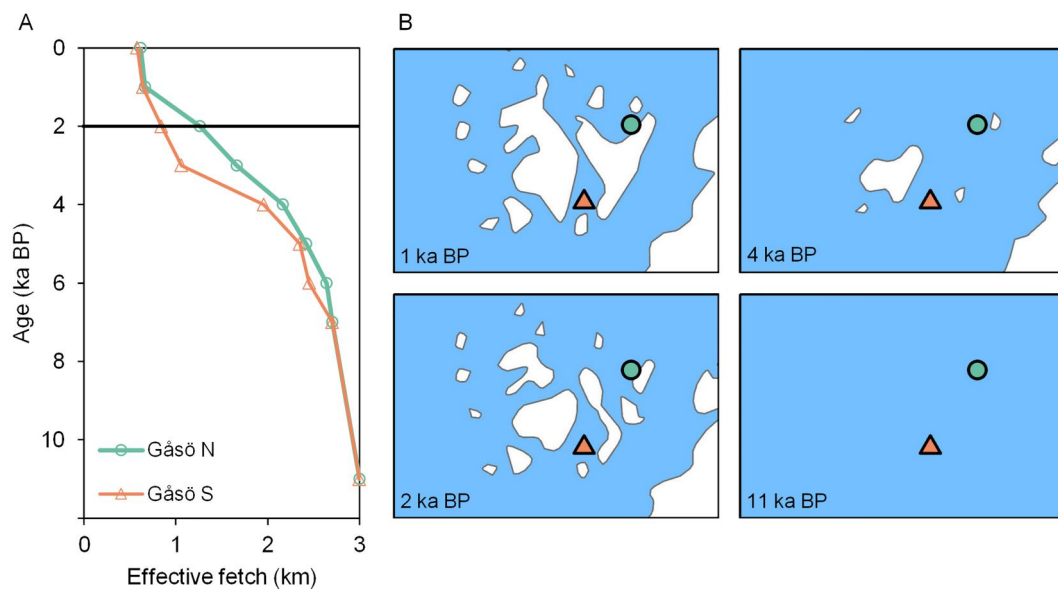 A
0
2
4
6
8
10
Age (ka BP)
Gåsö N
Gåsö S
0 1 2 3
Effective fetch (km)
B
1 ka BP
4 ka BP
2 ka BP
11 ka BP